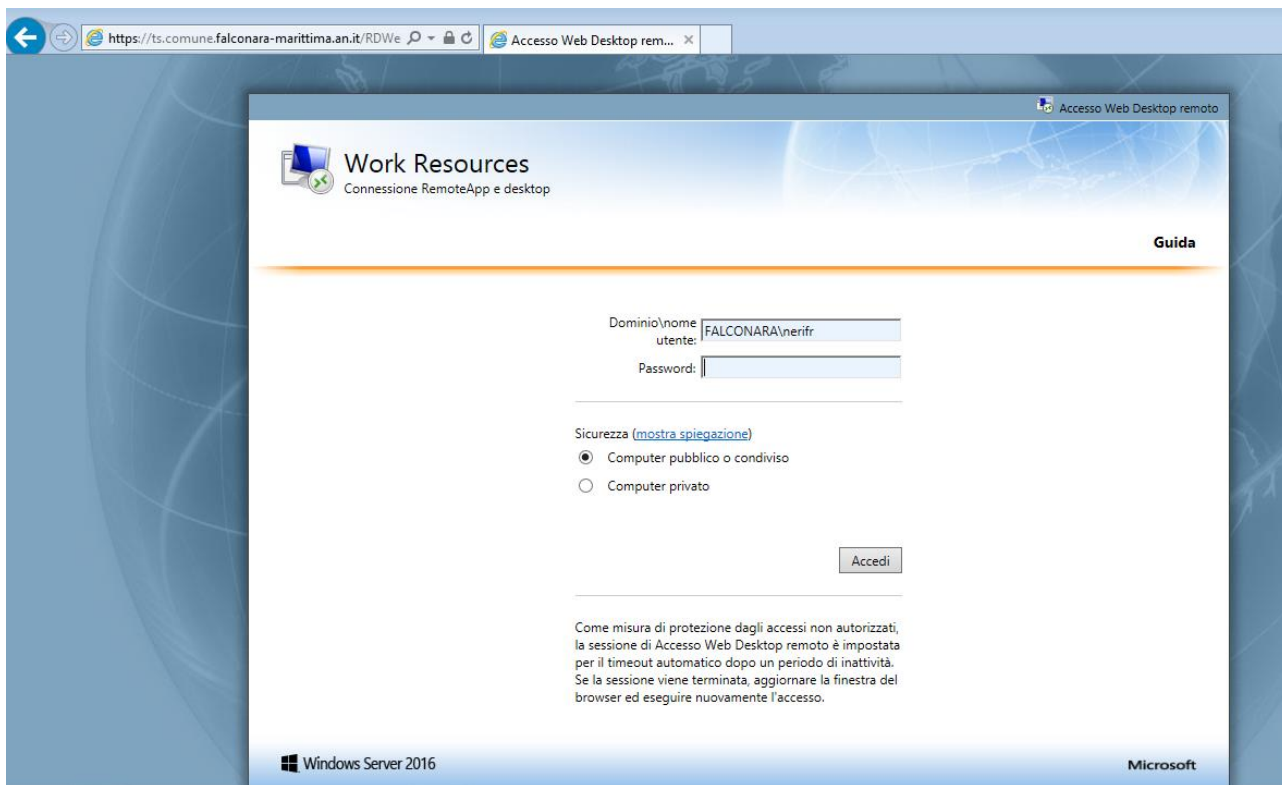 https://ts.comune.falconara-marittima.an.it/RDWe
Accesso Web Desktop rem...
Accesso Web Desktop remoto
Work Resources
Connessione RemoteApp e desktop
Guida
Dominio\nome
utente:
FALCONARA\nerifr
Password:
Sicurezza (mostra spiegazione)
Computer pubblico o condiviso
Computer privato
Accedi
Come misura di protezione dagli accessi non autorizzati,
la sessione di Accesso Web Desktop remoto è impostata
per il timeout automatico dopo un periodo di inattività.
Se la sessione viene terminata, aggiornare la finestra del
browser ed eseguire nuovamente l'accesso.
Windows Server 2016
Microsoft